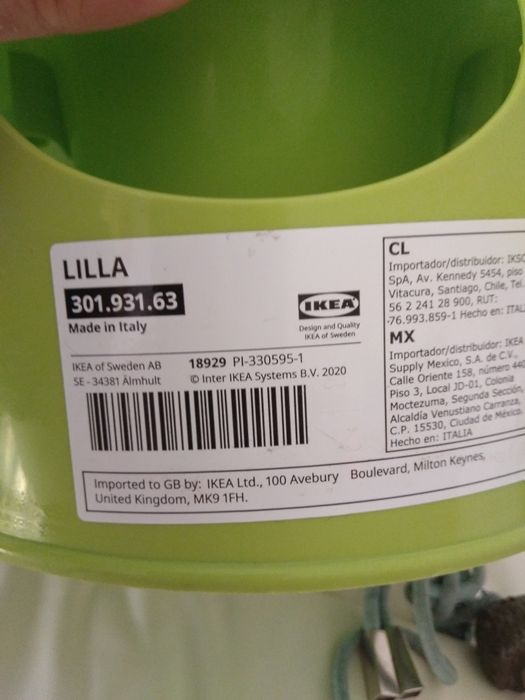 LILLA
301.931.63
Made in Italy
IKEA
Design and Quality
IKEA of Sweden
IKEA of Sweden AB
SE - 34381 Älmhult
18929 PI-330595-1
© Inter IKEA Systems B.V. 2020
Imported to GB by: IKEA Ltd., 100 Avebury Boulevard, Milton Keynes,
United Kingdom, MK9 1FH.
CL
Importador/distribuidor:
SpA, Av. Kennedy 5454, piso
Vitacura, Santiago, Chile, Tel.
56 2 241 28 900, RUT:
76.993.859-1 Hecho en:
MX
Importador/distribuidor: IKEA
Supply Mexico, S.A. de C.V.
Calle Oriente 158, número
Piso 3, Local JD-01, Colonia
Moctezuma, Segunda Sección,
Alcaldía Venustiano Carranza,
C.P. 15530, Ciudad de México
Hecho en: ITALIA